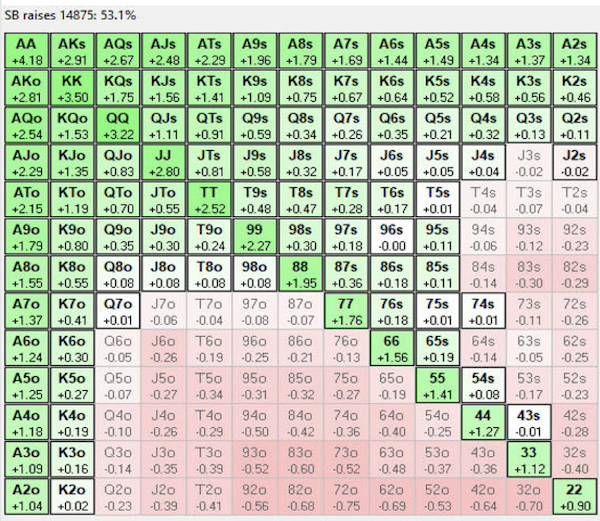 SB raises 14875: 53.1%
AA AKs AQs AJs ATs A9s A8s A7s A6s A5s A4s A3s A2s
+4.18 +2.91 +2.67 +2.48 +2.29 +1.96 +1.79 +1.69 +1.44 +1.49 +1.34 +1.37 +1.34
AKo KK KQs KJs KTs K9s K8s K7s K6s K5s K4s K3s K2s
+2.81 +3.50 +1.75 +1.56 +1.41 +1.09 +0.75 +0.67 +0.64 +0.52 +0.58 +0.56 +0.46
AQo KQo QQ QJs QTs Q9s Q8s Q7s Q6s Q5s Q4s Q3s Q2s
+2.54 +1.53 +3.22 +1.11 +0.91 +0.59 +0.34 +0.26 +0.35 +0.21 +0.32 +0.13 +0.11
AJo KJo QJo JJ JTs J9s J8s J7s J6s J5s J4s J3s J2s
+2.29 +1.35 +0.83 +2.80 +0.81 +0.58 +0.32 +0.17 +0.05 +0.05 +0.04 -0.02 -0.02
ATo KTo QTo JTo TT T9s T8s T7s T6s T5s T4s T3s T2s
+2.15 +1.19 +0.70 +0.55 +2.52 +0.48 +0.47 +0.28 +0.17 +0.01 -0.04 -0.07 -0.04
A9o K9o Q9o J9o T9o 99 98s 97s 96s 95s 94s 93s 92s
+1.79 +0.80 +0.35 +0.30 +0.24 +2.27 +0.30 +0.18 -0.00 +0.11 -0.06 -0.12 -0.23
A8o K8o Q8o J8o T8o 98o 88 87s 86s 85s 84s 83s 82s
+1.55 +0.55 +0.08 +0.08 +0.08 +0.08 +1.95 +0.36 +0.18 +0.11 -0.14 -0.30 -0.29
A7o K7o Q7o J7o T7o 97o 87o 77 76s 75s 74s 73s 72s
+1.37 +0.41 +0.01 -0.06 -0.04 -0.08 -0.07 +1.76 +0.18 +0.01 +0.01 -0.11 -0.26
A6o K6o Q6o J6o T6o 96o 86o 76o 66 65s 64s 63s 62s
+1.24 +0.30 -0.05 -0.26 -0.19 -0.25 -0.21 -0.13 +1.56 +0.19 -0.14 -0.05 -0.25
A5o K5o Q5o J5o T5o 95o 85o 75o 65o 55 54s 53s 52s
+1.25 +0.27 -0.07 -0.27 -0.34 -0.31 -0.32 -0.27 -0.19 +1.41 +0.08 -0.17 -0.23
A4o K4o Q4o J4o T4o 94o 84o 74o 64o 54o 44 43s 42s
+1.18 +0.19 -0.10 -0.26 -0.29 -0.50 -0.42 -0.36 -0.40 -0.25 +1.27 -0.01 -0.28
A3o K3o Q3o J3o T3o 93o 83o 73o 63o 53o 43o 33 32s
+1.09 +0.16 -0.14 -0.35 -0.39 -0.52 -0.60 -0.52 -0.48 -0.37 -0.36 +1.12 -0.40
A2o K2o Q2o J2o T2o 92o 82o 72o 62o 52o 42o 32o 22
+1.04 +0.02 -0.23 -0.39 -0.41 -0.56 -0.68 -0.75 -0.69 -0.53 -0.64 -0.70 +0.90